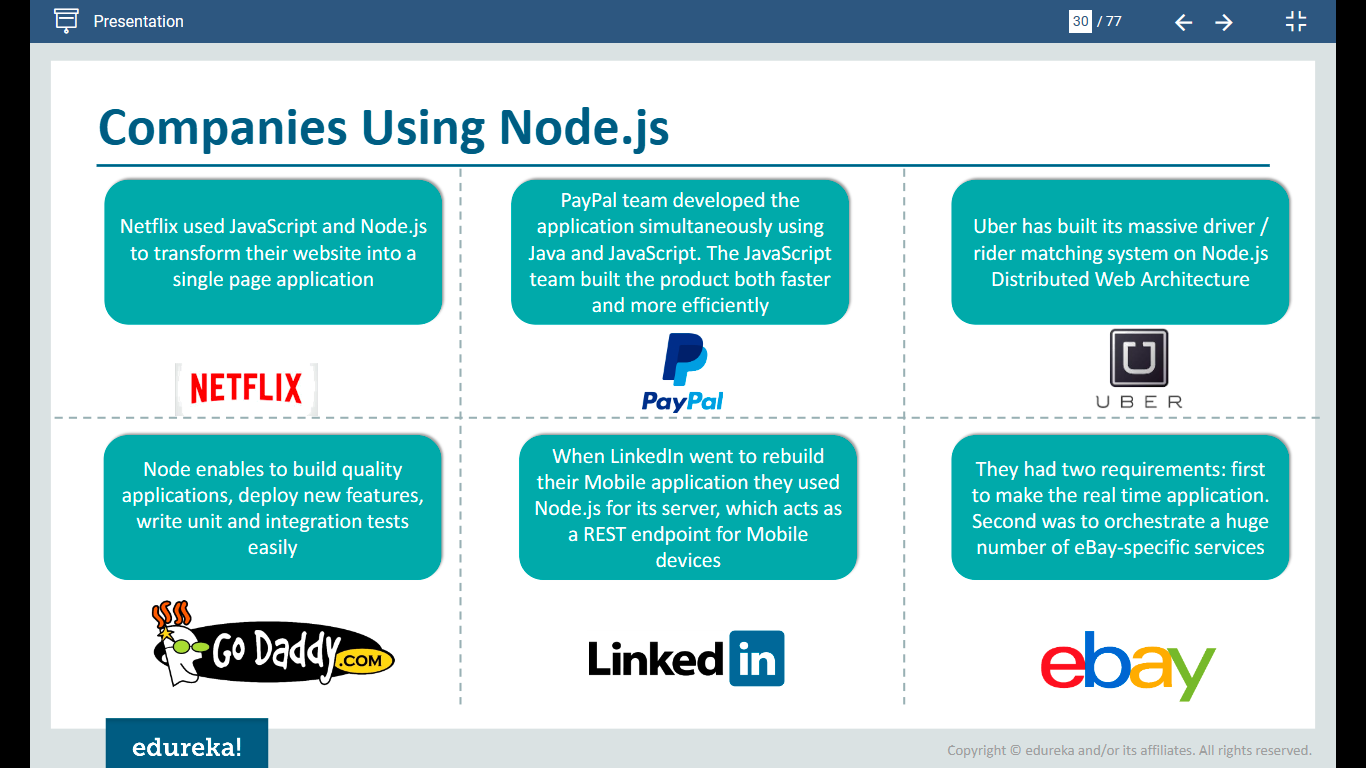 Presentation
30 / 77
Companies Using Node.js
Netflix used JavaScript and Node.js
to transform their website into a
single page application
NETFLIX
PayPal team developed the
application simultaneously using
Java and JavaScript. The JavaScript
team built the product both faster
and more efficiently
PayPal
Uber has built its massive driver /
rider matching system on Node.js
Distributed Web Architecture
UBER
Node enables to build quality
applications, deploy new features,
write unit and integration tests
easily
Go Daddy.COM
When LinkedIn went to rebuild
their Mobile application they used
Node.js for its server, which acts as
a REST endpoint for Mobile
devices
Linked in
They had two requirements: first
to make the real time application.
Second was to orchestrate a huge
number of eBay-specific services
ebay
edureka!
Copyright © edureka and/or its affiliates. All rights reserved.